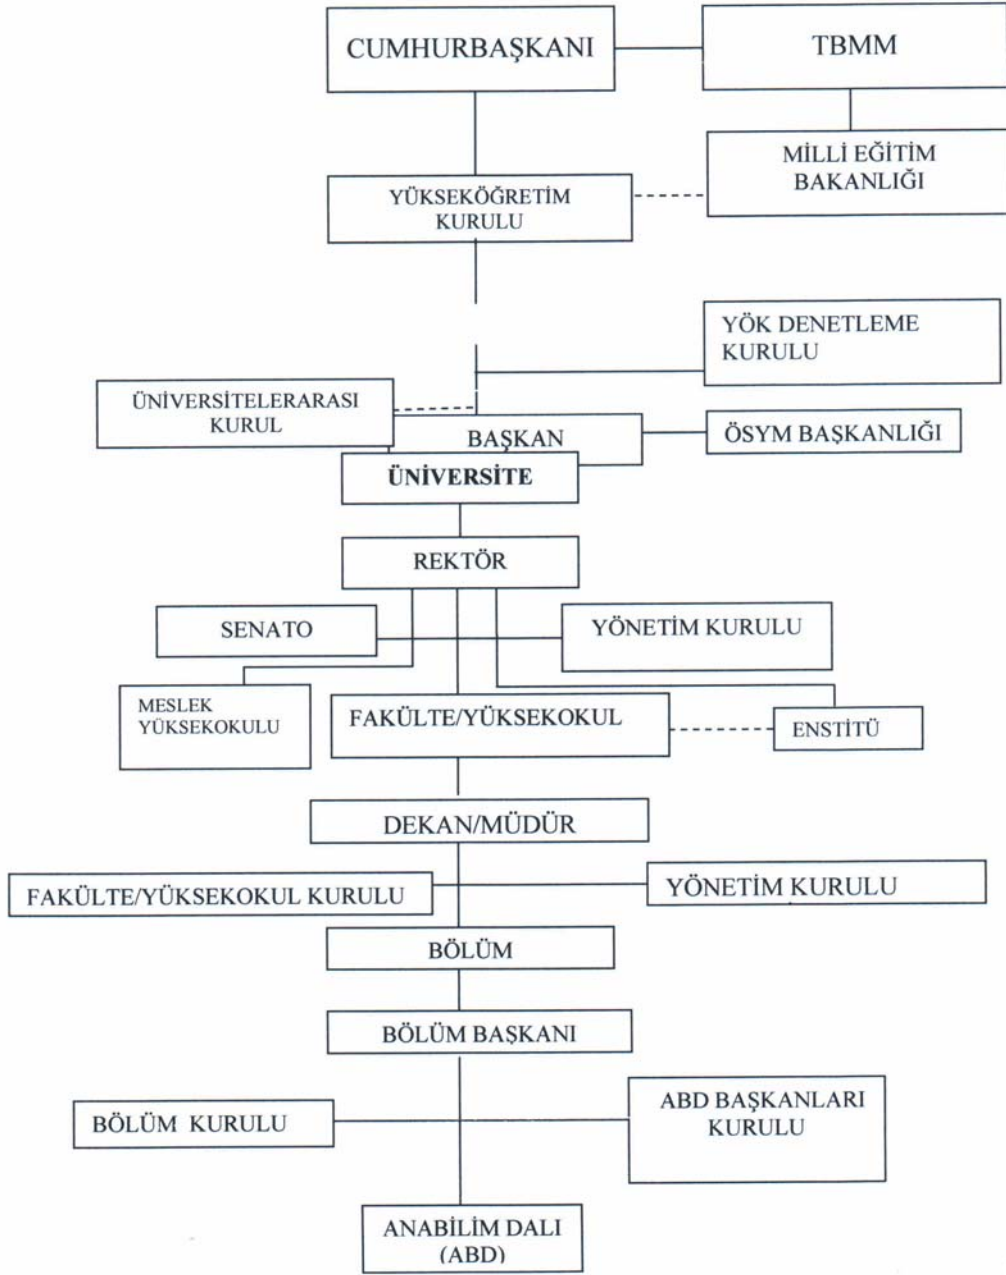 CUMHURBAŞKANI
TBMM
MİLLİ EĞİTİM
BAKANLIĞI
YÜKSEKÖĞRETİM
KURULU
YÖK DENETLEME
KURULU
ÜNİVERSİTELERARASI
KURUL
BAŞKAN
ÖSYM BAŞKANLIĞI
ÜNİVERSİTE
REKTÖR
SENATO
YÖNETİM KURULU
MESLEK
YÜKSEKOKULU
FAKÜLTE/YÜKSEKOKUL
ENSTİTÜ
DEKAN/MÜDÜR
FAKÜLTE/YÜKSEKOKUL KURULU
YÖNETİM KURULU
BÖLÜM
BÖLÜM BAŞKANI
BÖLÜM KURULU
ABD BAŞKANLARI
KURULU
ANABİLİM DALI
(ABD)